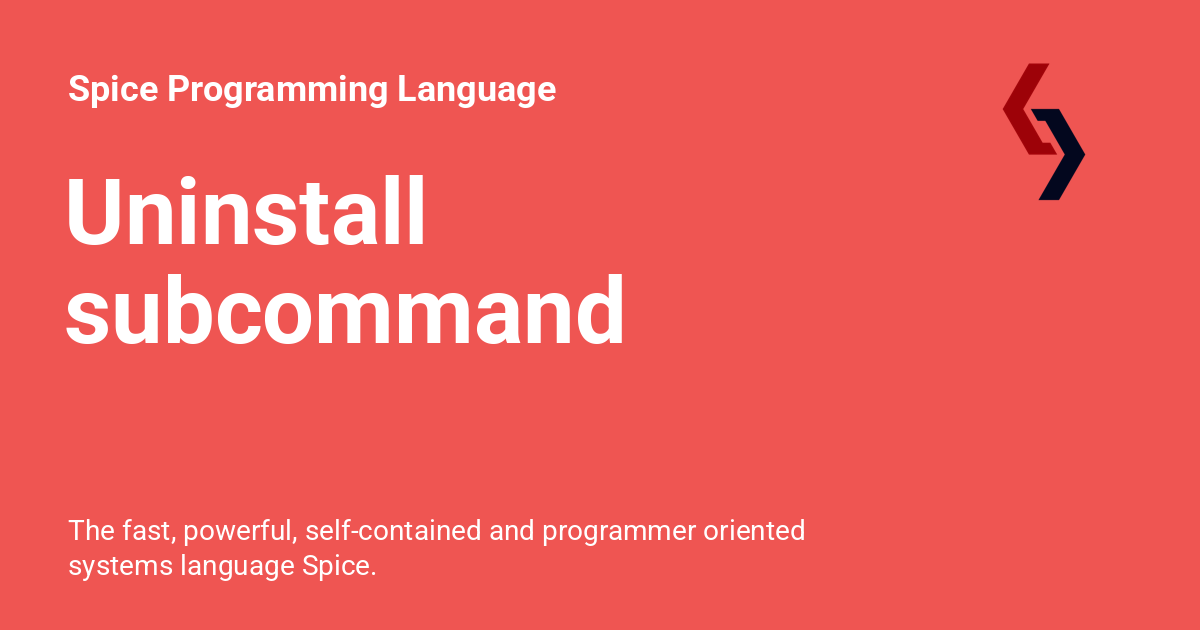 Spice Programming Language
Uninstall
subcommand
The fast, powerful, self-contained and programmer oriented
systems language Spice.